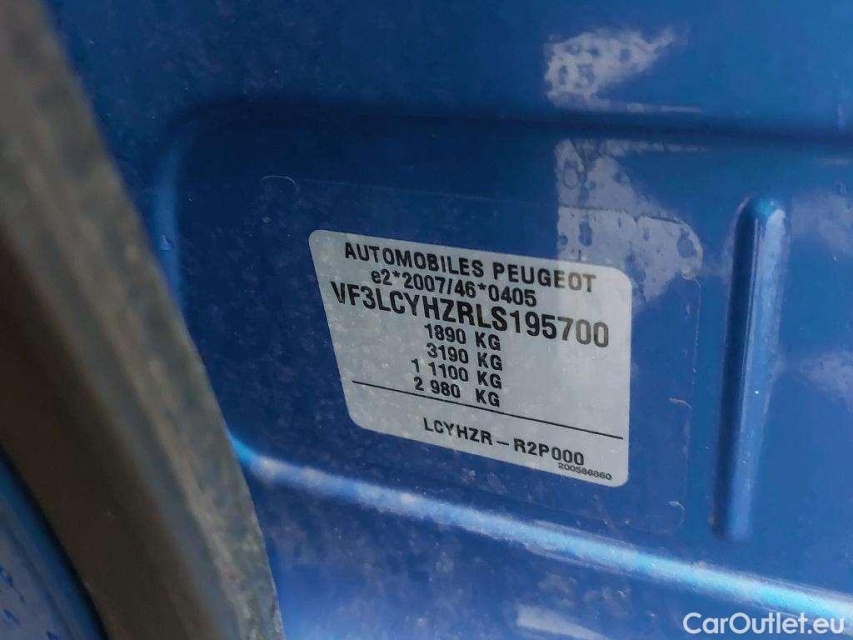 AUTOMOBILES PEUGEOT
e2*2007/46*0405
VF3LCYHZRLS195700
1890 KG
3190 KG
1 1100 KG
2 980 KG
LCYHZR-R2P000
200586860
CarOutlet.eu